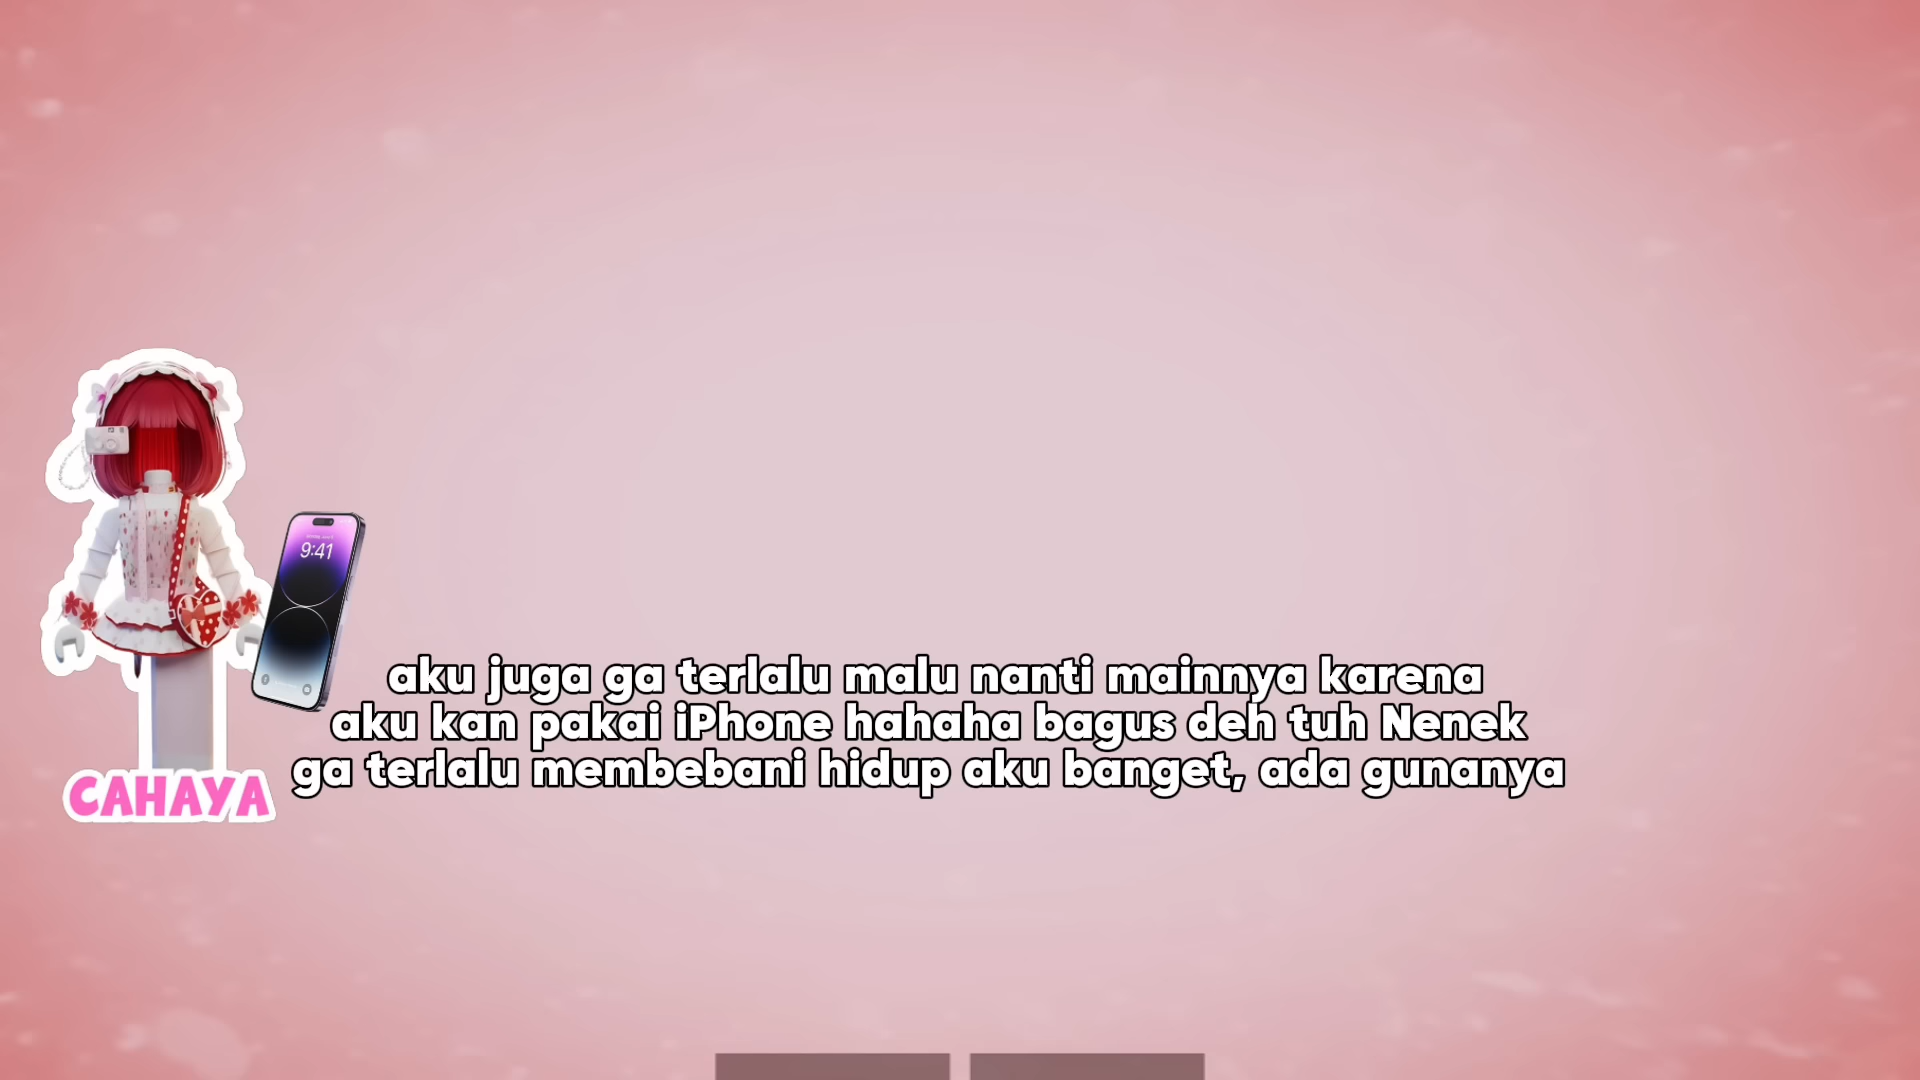 9:41
aku juga ga terlalu malu nanti mainnya karena
aku kan pakai iPhone hahaha bagus deh tuh Nenek
ga terlalu membebani hidup aku banget, ada gunanya
CAHAYA